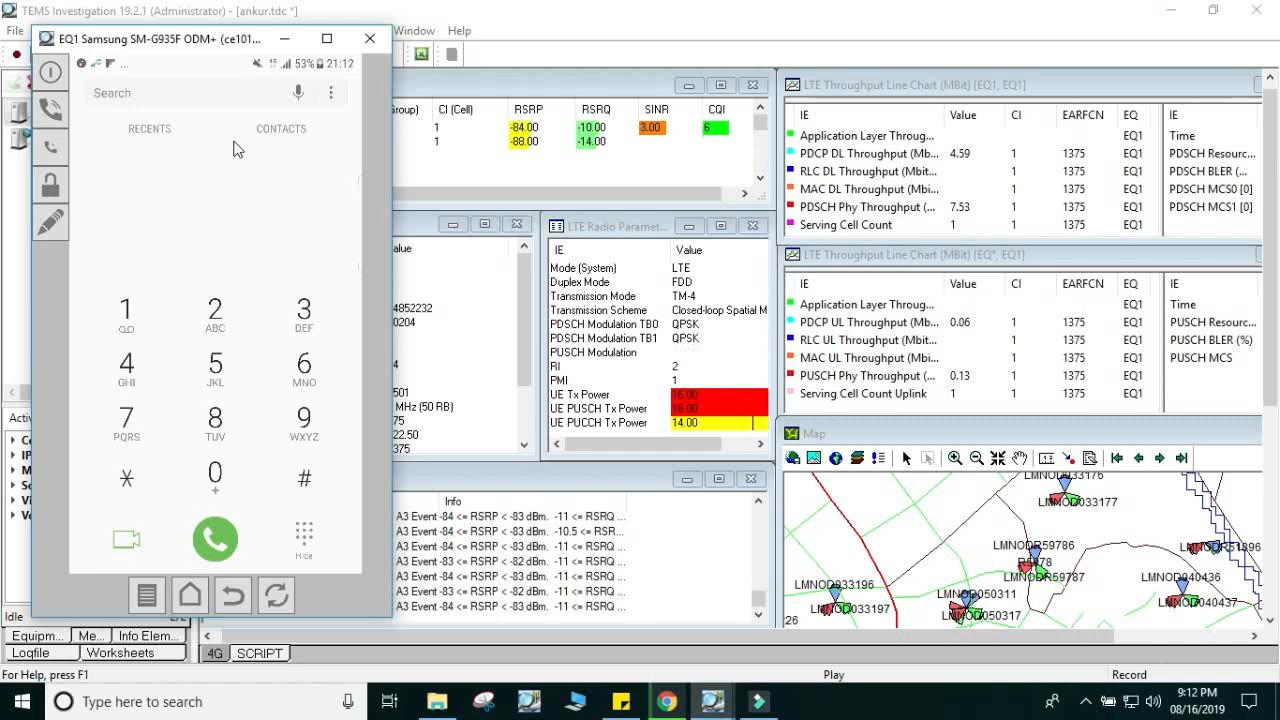 TEMS Investigation 19.2.1 (Administrator) - [ankur.tdc *]
File
Window Help
EQ1 Samsung SM-G935F ODM+ (ce101...
... 53% 21:12
Search
RECENTS CONTACTS
1
2 ABC
3 DEF
4 GHI
5 JKL
6 MNO
7 PQRS
8 TUV
9 WXYZ
*
0 +
#
Hide
Group) CI (Cell) RSRP RSRQ SINR CQI
1 -84.00 -10.00 3.00 6
1 -88.00 -14.00
alue
4852232
0204
4
501
MHz (50 RB)
75
22.50
375
LTE Radio Paramet...
IE Value
Mode (System) LTE
Duplex Mode FDD
Transmission Mode TM-4
Transmission Scheme Closed-loop Spatial M
PDSCH Modulation TB0 QPSK
PDSCH Modulation TB1 QPSK
PUSCH Modulation
RI 2
PMI 1
UE Tx Power 16.00
UE PUSCH Tx Power 16.00
UE PUCCH Tx Power 14.00
Info
A3 Event -84 <= RSRP < -83 dBm. -11 <= RSRQ ...
A3 Event -84 <= RSRP < -83 dBm. -10.5 <= RSR...
A3 Event -84 <= RSRP < -83 dBm. -11 <= RSRQ ...
A3 Event -83 <= RSRP < -82 dBm. -11 <= RSRQ ...
A3 Event -84 <= RSRP < -83 dBm. -11 <= RSRQ ...
A3 Event -83 <= RSRP < -82 dBm. -11 <= RSRQ ...
A3 Event -84 <= RSRP < -83 dBm. -11 <= RSRQ ...
LTE Throughput Line Chart (MBit) [EQ1, EQ1]
IE Value CI EARFCN EQ IE
Application Layer Throug... EQ1 Time
PDCP DL Throughput (Mb... 4.59 1 1375 EQ1 PDSCH Resourc...
RLC DL Throughput (Mbit... 1 1375 EQ1 PDSCH BLER (...
MAC DL Throughput (Mbi... 1 1375 EQ1 PDSCH MCS0 [0]
PDSCH Phy Throughput (... 7.53 1 1375 EQ1 PDSCH MCS1 [0]
Serving Cell Count 1 1 1375 EQ1
LTE Throughput Line Chart (MBit) [EQ*, EQ1]
IE Value CI EARFCN EQ IE
Application Layer Throug... EQ1 Time
PDCP UL Throughput (Mb... 0.06 1 1375 EQ1 PUSCH Resourc...
RLC UL Throughput (Mbit... 1 1375 EQ1 PUSCH BLER (%)
MAC UL Throughput (Mbi... 1 1375 EQ1 PUSCH MCS
PUSCH Phy Throughput (... 0.13 1 1375 EQ1
Serving Cell Count Uplink 1 1 1375 EQ1
Map
LMNOD033176
LMNOD033177
LMNODR59786
LMNODR59787
LMNOD033196
LMNOD033197
LMNOD050311
LMNOD050317
LMNOD040436
LMNOD040437
26
Activ
Idle 2/2
Equipm... Me... Info Elem...
Logfile Worksheets
4G SCRIPT
For Help, press F1 Play Record
Type here to search
9:12 PM
08/16/2019